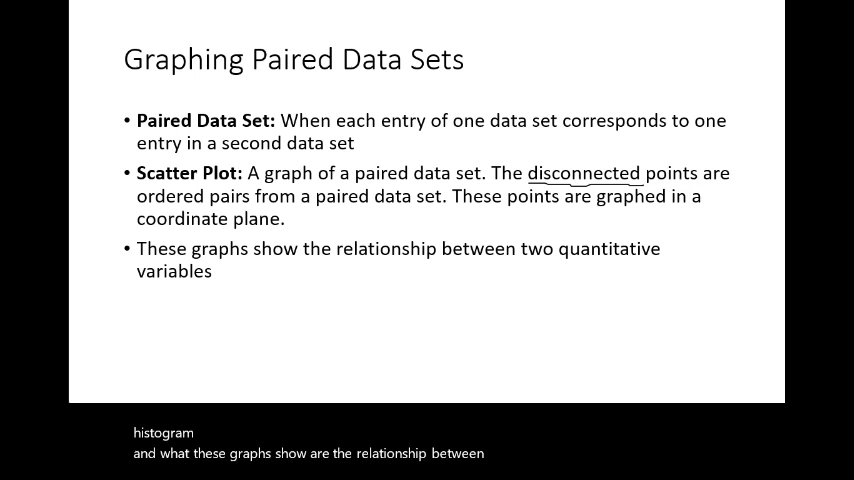 Graphing Paired Data Sets
• Paired Data Set: When each entry of one data set corresponds to one
entry in a second data set
• Scatter Plot: A graph of a paired data set. The disconnected points are
ordered pairs from a paired data set. These points are graphed in a
coordinate plane.
• These graphs show the relationship between two quantitative
variables
histogram
and what these graphs show are the relationship between